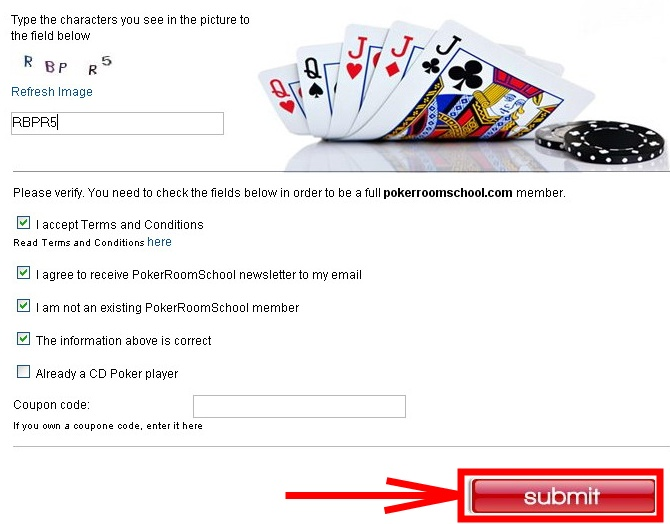 Type the characters you see in the picture to
the field below
R BP R5
Refresh Image
RBPR5
Q Q J J J
Please verify. You need to check the fields below in order to be a full pokerroomschool.com member.
I accept Terms and Conditions
Read Terms and Conditions here
I agree to receive PokerRoomSchool newsletter to my email
I am not an existing PokerRoomSchool member
The information above is correct
Already a CD Poker player
Coupon code:
If you own a coupone code, enter it here
submit